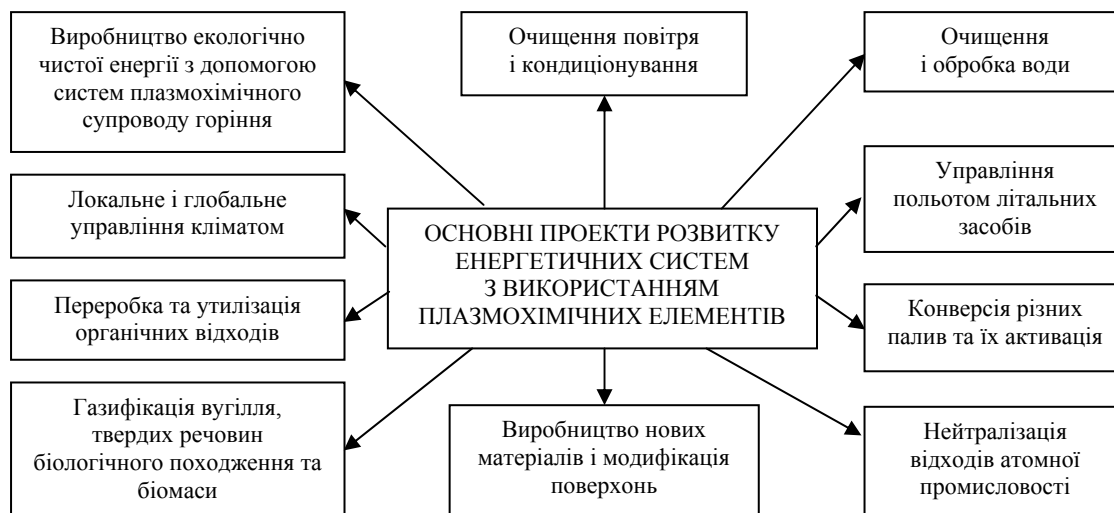 Виробництво екологічно
чистої енергії з допомогою
систем плазмохімічного
супроводу горіння
Очищення повітря
і кондиціонування
Очищення
і обробка води
Локальне і глобальне
управління кліматом
Управління
польотом літальних
засобів
ОСНОВНІ ПРОЕКТИ РОЗВИТКУ
ЕНЕРГЕТИЧНИХ СИСТЕМ
З ВИКОРИСТАННЯМ
ПЛАЗМОХІМІЧНИХ ЕЛЕМЕНТІВ
Переробка та утилізація
органічних відходів
Конверсія різних
палив та їх активація
Газифікація вугілля,
твердих речовин
біологічного походження та
біомаси
Виробництво нових
матеріалів і модифікація
поверхонь
Нейтралізація
відходів атомної
промисловості